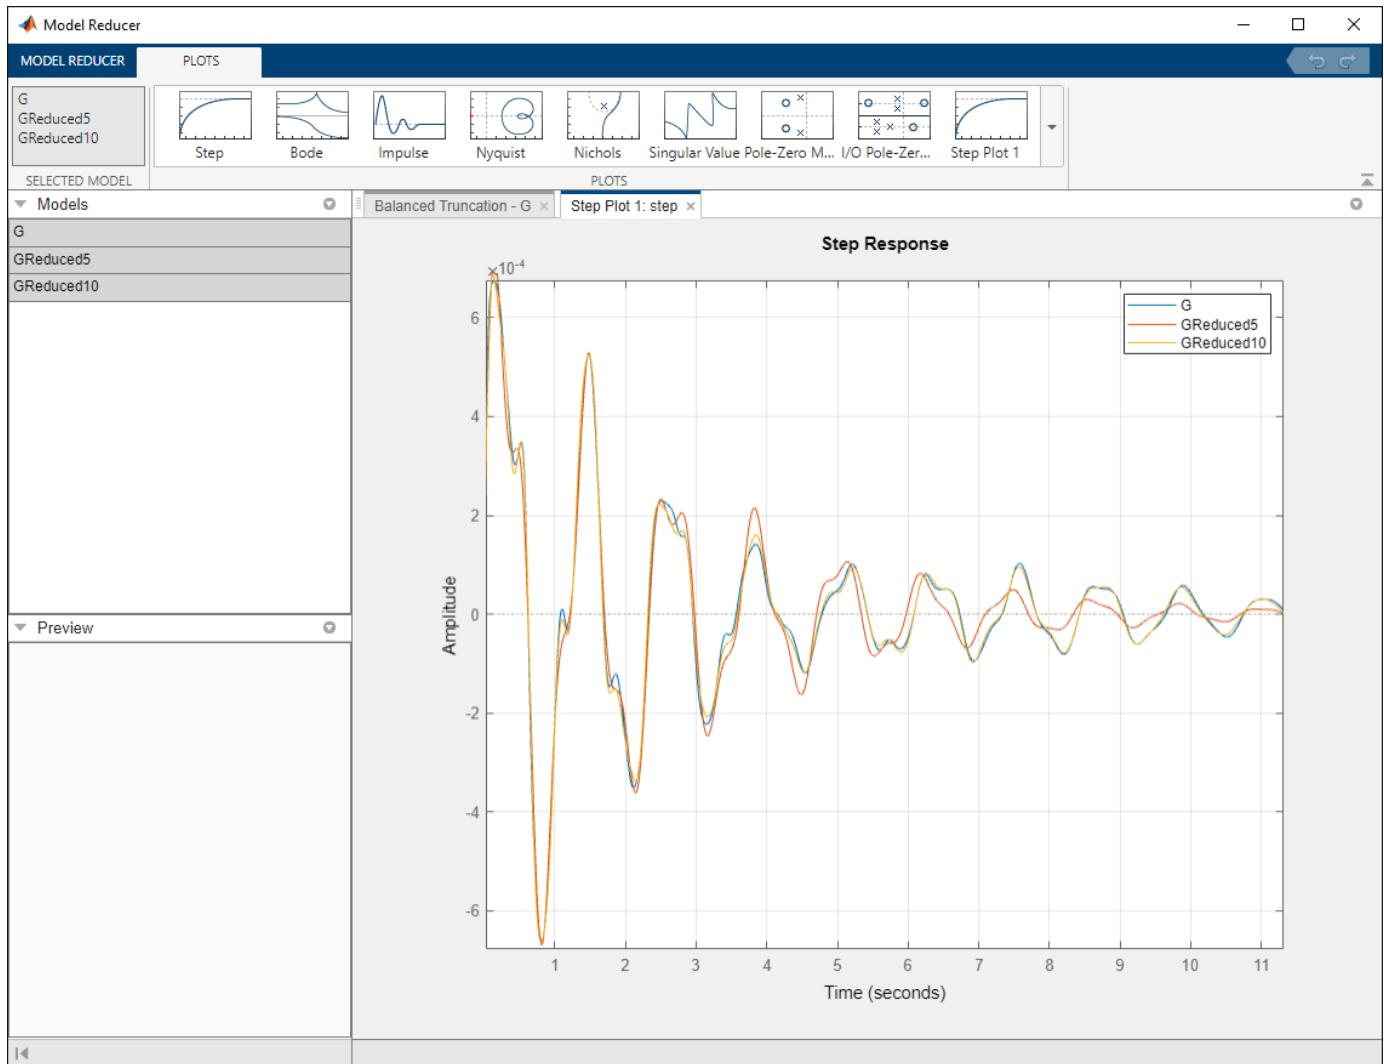 Model Reducer
MODEL REDUCER
PLOTS
G
GReduced5
GReduced10
Step
Bode
Impulse
Nyquist
Nichols
Singular Value
Pole-Zero M...
I/O Pole-Zer...
Step Plot 1
SELECTED MODEL
PLOTS
Models
G
GReduced5
GReduced10
Preview
Balanced Truncation - G
Step Plot 1: step
Step Response
×10-4
6
4
2
0
-2
-4
-6
Amplitude
G
GReduced5
GReduced10
1 2 3 4 5 6 7 8 9 10 11
Time (seconds)